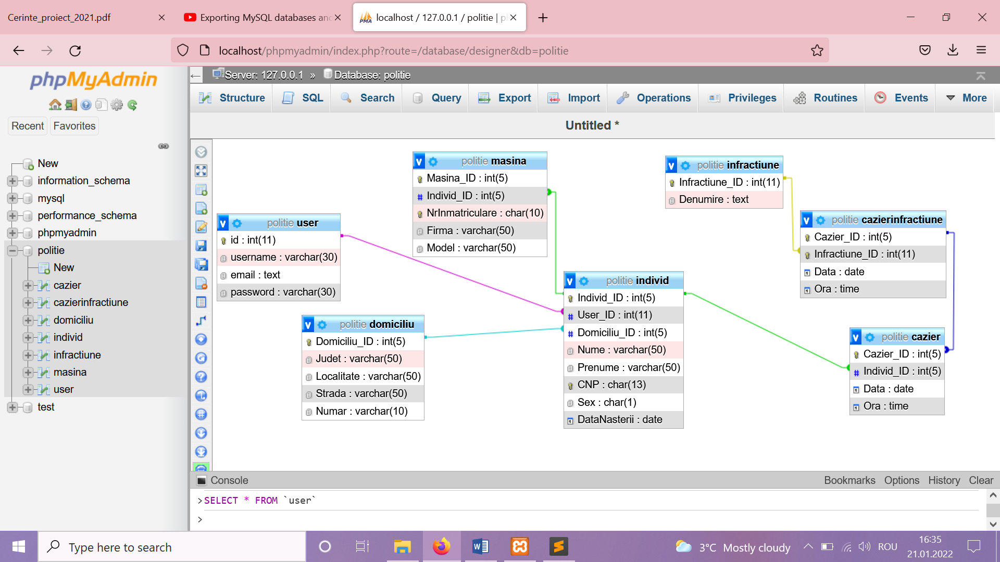 Cerinte_proiect_2021.pdf
Exporting MySQL databases and
localhost / 127.0.0.1 / politie | ph
localhost/phpmyadmin/index.php?route=/database/designer&db=politie
phpMyAdmin
Recent
Favorites
New
information_schema
mysql
performance_schema
phpmyadmin
politie
New
cazier
cazierinfractiune
domiciliu
individ
infractiune
masina
user
test
Server: 127.0.0.1 » Database: politie
Structure
SQL
Search
Query
Export
Import
Operations
Privileges
Routines
Events
More
Untitled *
politie masina
Masina_ID : int(5)
Individ_ID : int(5)
NrInmatriculare : char(10)
Firma : varchar(50)
Model : varchar(50)
politie infractiune
Infractiune_ID : int(11)
Denumire : text
politie cazierinfractiune
Cazier_ID : int(5)
Infractiune_ID : int(11)
Data : date
Ora : time
politie user
id : int(11)
username : varchar(30)
email : text
password : varchar(30)
politie individ
Individ_ID : int(5)
User_ID : int(11)
Domiciliu_ID : int(5)
Nume : varchar(50)
Prenume : varchar(50)
CNP : char(13)
Sex : char(1)
DataNasterii : date
politie domiciliu
Domiciliu_ID : int(5)
Judet : varchar(50)
Localitate : varchar(50)
Strada : varchar(50)
Numar : varchar(10)
politie cazier
Cazier_ID : int(5)
Individ_ID : int(5)
Data : date
Ora : time
Console
Bookmarks
Options
History
Clear
>SELECT * FROM `user`
>
Type here to search
3°C Mostly cloudy
ROU
16:35
21.01.2022